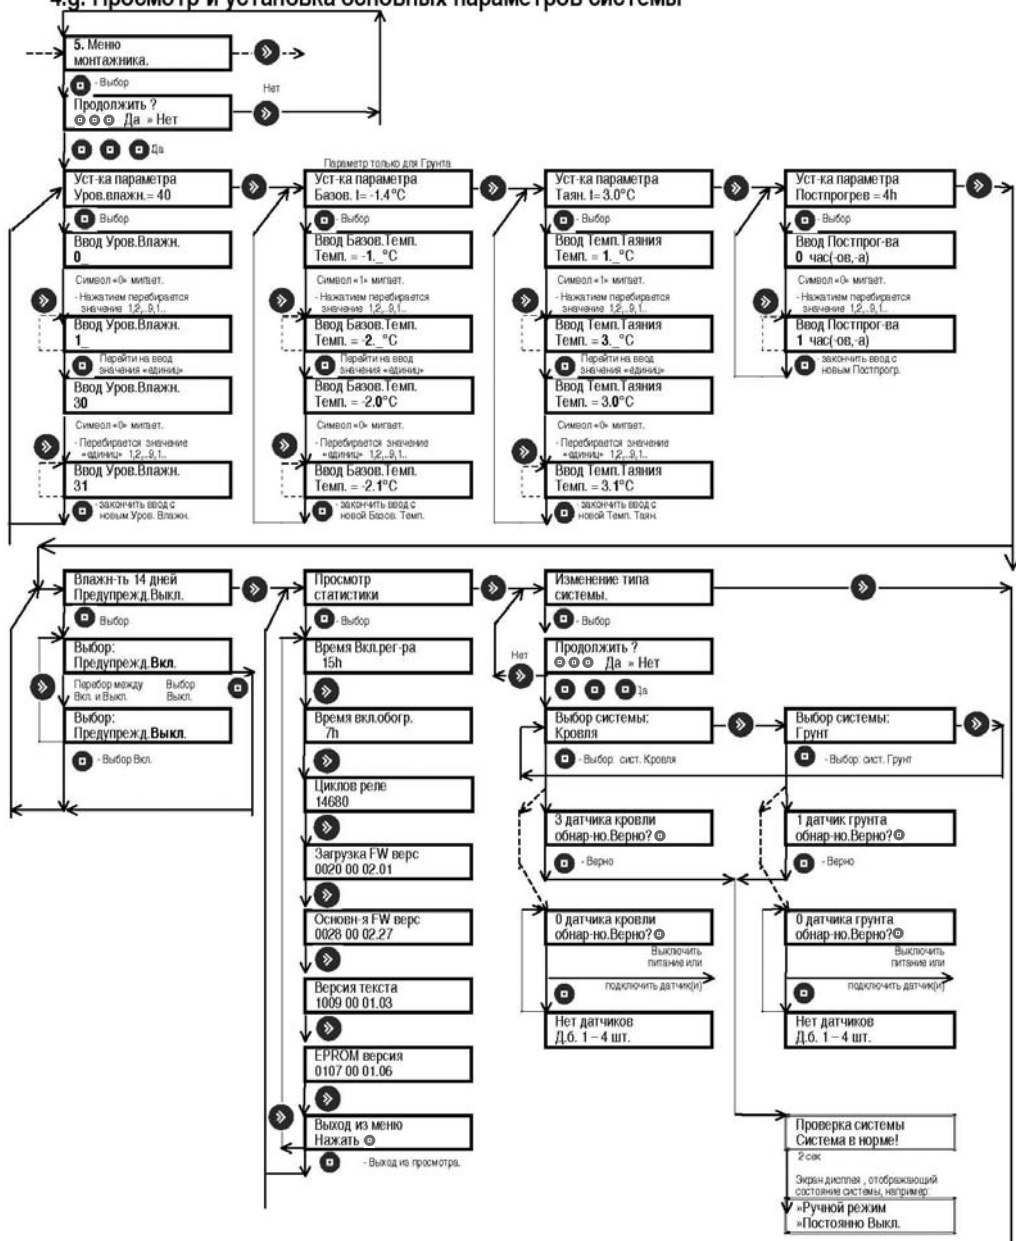 4.g. Просмотр и установка основных параметров системы
5. Меню
монтажника.
- Выбор
Нет
Продолжить ?
Да » Нет
Да
Уст-ка параметра
Уров.влажн.= 40
Выбор
Ввод Уров.Влажн.
0_
Символ «0» мигает.
- Нажатием перебирается
значение 1,2,..9,1..
Ввод Уров.Влажн.
1_
Перейти на ввод
значения «единиц»
Ввод Уров.Влажн.
30
Символ «0» мигает.
- Перебирается значение
«единиц» 1,2,..9,1..
Ввод Уров.Влажн.
31
- закончить ввод с
новым Уров. Влажн.
Параметр только для Грунта
Уст-ка параметра
Базов. t= -1.4°C
- Выбор
Ввод Базов.Темп.
Темп. = -1._°C
Символ «1» мигает.
- Нажатием перебирается
значение 1,2,..9,1..
Ввод Базов.Темп.
Темп. = -2._°C
Перейти на ввод
значения «единиц»
Ввод Базов.Темп.
Темп. = -2.0°C
Символ «0» мигает.
- Перебирается значение
«единиц» 1,2,..9,1..
Ввод Базов.Темп.
Темп. = -2.1°C
- закончить ввод с
новой Базов. Темп.
Уст-ка параметра
Таян. t= 3.0°C
- Выбор
Ввод Темп.Таяния
Темп. = 1._°C
Символ «1» мигает.
- Нажатием перебирается
значение 1,2,..9,1..
Ввод Темп.Таяния
Темп. = 3._°C
Перейти на ввод
значения «единиц»
Ввод Темп.Таяния
Темп. = 3.0°C
Символ «0» мигает.
- Перебирается значение
«единиц» 1,2,..9,1..
Ввод Темп.Таяния
Темп. = 3.1°C
- закончить ввод с
новой Темп. Таян.
Уст-ка параметра
Постпрогрев = 4h
- Выбор
Ввод Постпрог-ва
0 час(-ов,-а)
Символ «0» мигает.
- Нажатием перебирается
значение 1,2,..9,1..
Ввод Постпрог-ва
1 час(-ов,-а)
- закончить ввод с
новым Постпрогр.
Влажн-ть 14 дней
Предупрежд.Выкл.
Выбор
Выбор:
Предупрежд.Вкл.
Перебор между
Вкл. и Выкл.
Выбор
Выкл.
Выбор:
Предупрежд.Выкл.
- Выбор Вкл.
Просмотр
статистики
- Выбор
Время Вкл.рег-ра
15h
Время вкл.обогр.
7h
Циклов реле
14680
Загрузка FW верс
0020 00 02.01
Основн-я FW верс
0028 00 02.27
Версия текста
1009 00 01.03
EPROM версия
0107 00 01.06
Выход из меню
Нажать
- Выход из просмотра.
Изменение типа
системы.
- Выбор
Нет
Продолжить ?
Да » Нет
Да
Выбор системы:
Кровля
- Выбор: сист. Кровля
3 датчика кровли
обнар-но.Верно?
- Верно
0 датчика кровли
обнар-но.Верно?
Выключить
питание или
подключить датчик(и)
Нет датчиков
Д.б. 1 – 4 шт.
Выбор системы:
Грунт
- Выбор: сист. Грунт
1 датчик грунта
обнар-но.Верно?
- Верно
0 датчика грунта
обнар-но.Верно?
Выключить
питание или
подключить датчик(и)
Нет датчиков
Д.б. 1 – 4 шт.
Проверка системы
Система в норме!
2 сек
Экран дисплея , отображающий
состояние системы, например:
»Ручной режим
»Постоянно Выкл.